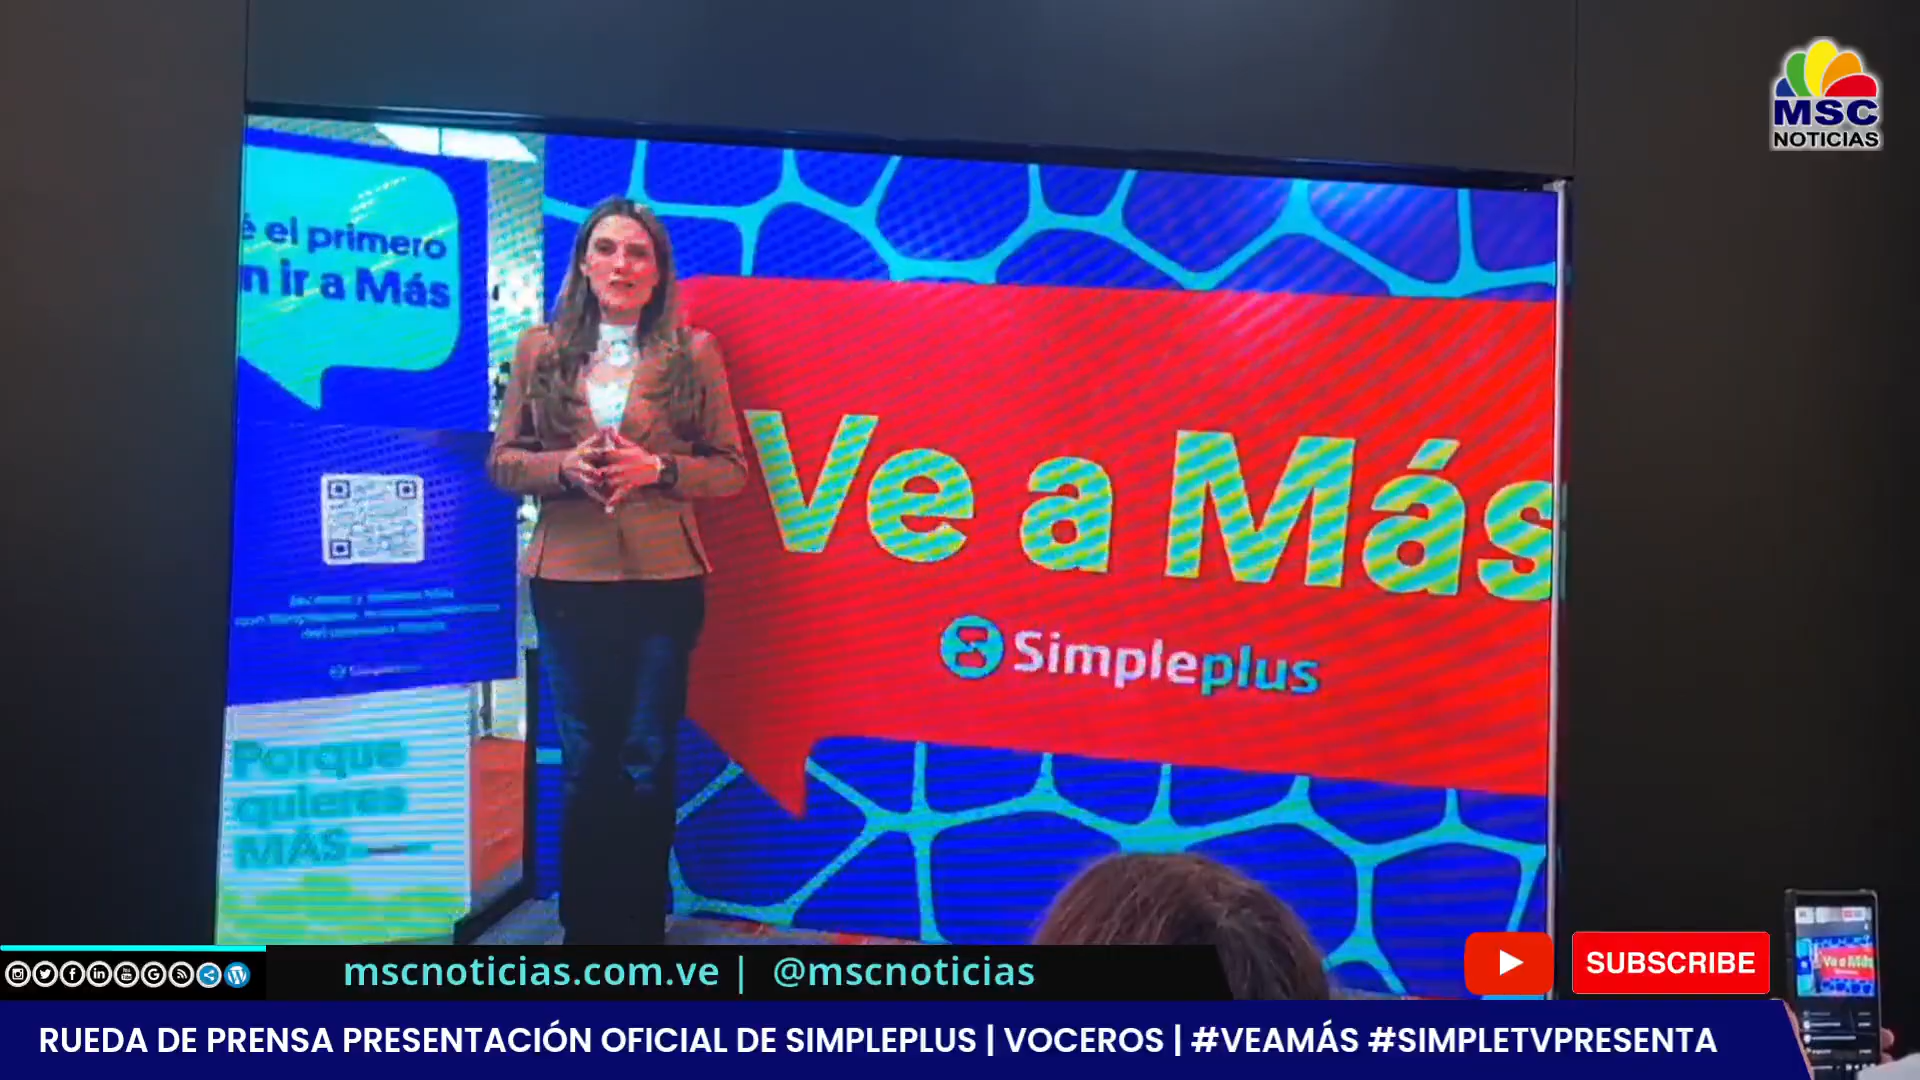 MSC
NOTICIAS
é el primero
n ir a Más
Ve a Más
Simpleplus
Porque
quieres
MÁS
mscnoticias.com.ve | @mscnoticias
SUBSCRIBE
RUEDA DE PRENSA PRESENTACIÓN OFICIAL DE SIMPLEPLUS | VOCEROS | #VEAMÁS #SIMPLETVPRESENTA